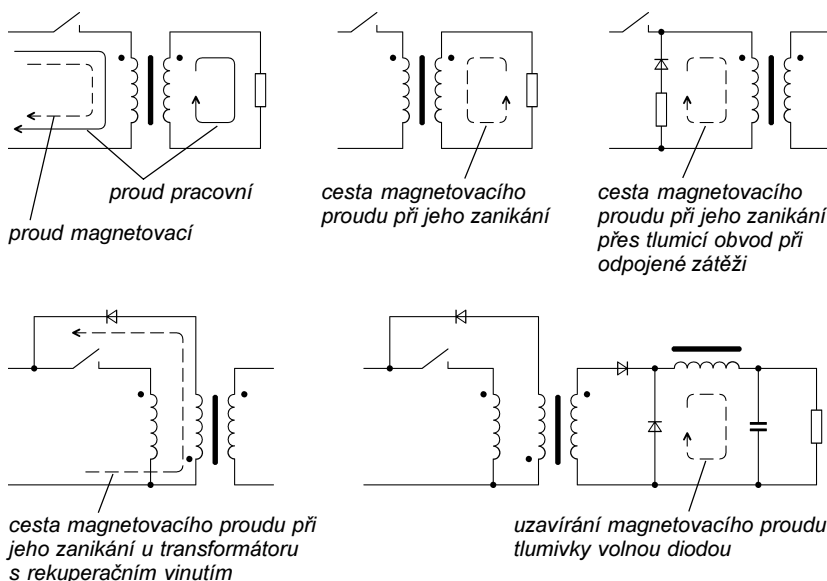 proud pracovní
proud magnetovací
cesta magnetovacího
proudu při jeho zanikání
cesta magnetovacího
proudu při jeho zanikání
přes tlumicí obvod při
odpojené zátěži
cesta magnetovacího proudu při
jeho zanikání u transformátoru
s rekuperačním vinutím
uzavírání magnetovacího proudu
tlumivky volnou diodou